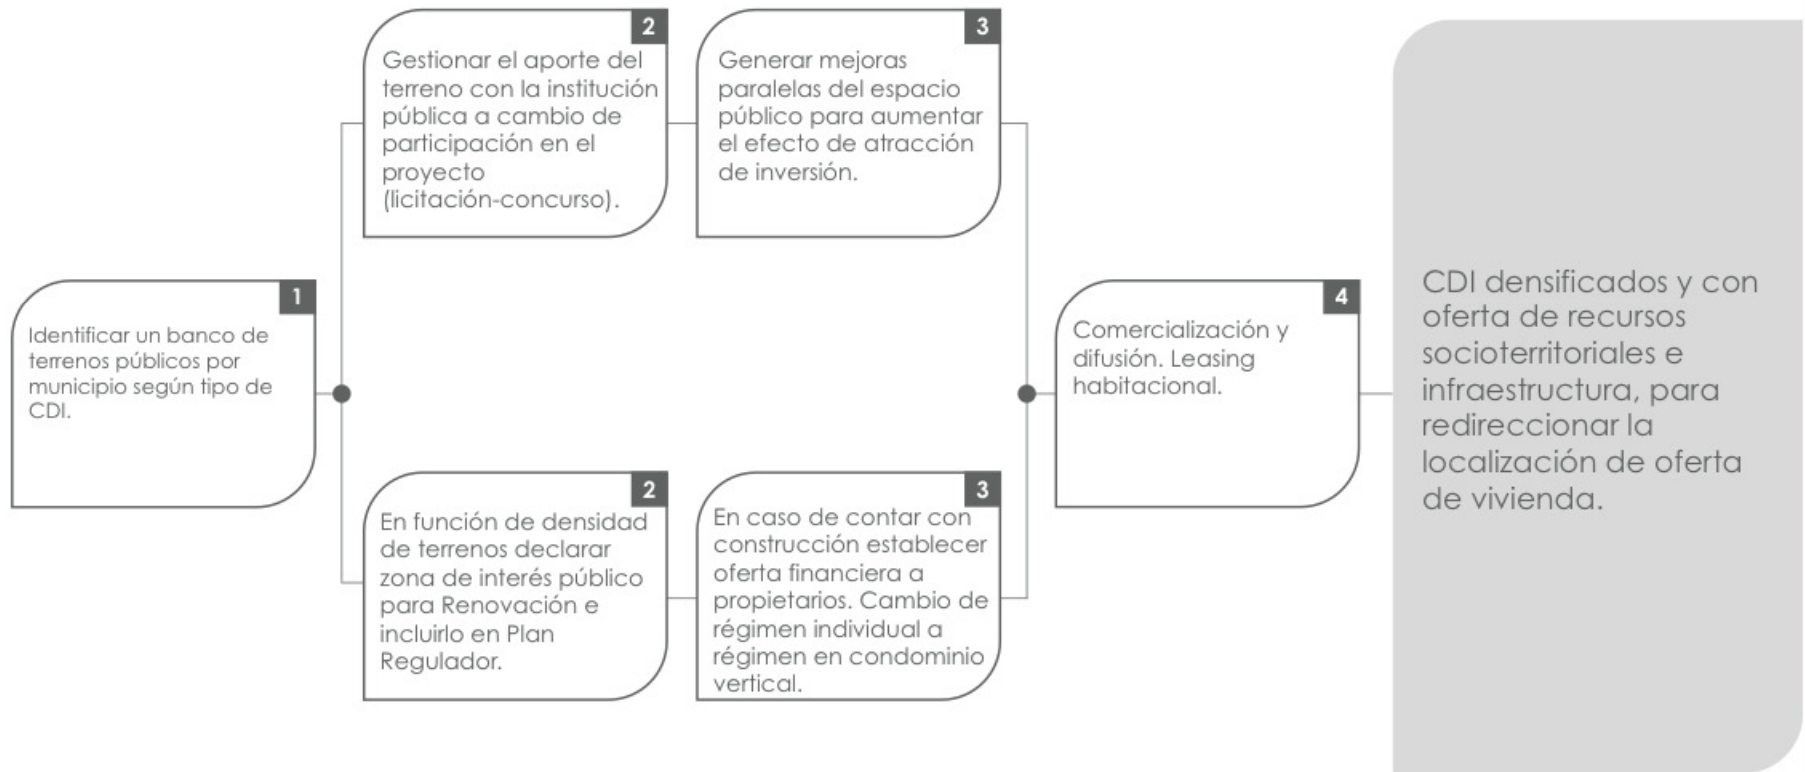 1
Identificar un banco de
terrenos públicos por
municipio según tipo de
CDI.
2
Gestionar el aporte del
terreno con la institución
pública a cambio de
participación en el
proyecto
(licitación-concurso).
3
Generar mejoras
paralelas del espacio
público para aumentar
el efecto de atracción
de inversión.
2
En función de densidad
de terrenos declarar
zona de interés público
para Renovación e
incluirlo en Plan
Regulador.
3
En caso de contar con
construcción establecer
oferta financiera a
propietarios. Cambio de
régimen individual a
régimen en condominio
vertical.
4
Comercialización y
difusión. Leasing
habitacional.
CDI densificados y con
oferta de recursos
socioterritoriales e
infraestructura, para
redireccionar la
localización de oferta
de vivienda.